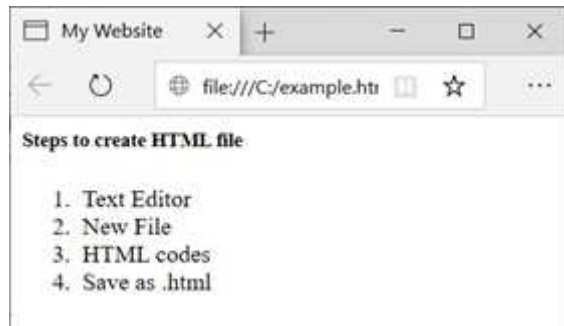 My Website
file:///C:/example.ht
Steps to create HTML file
1. Text Editor
2. New File
3. HTML codes
4. Save as .html